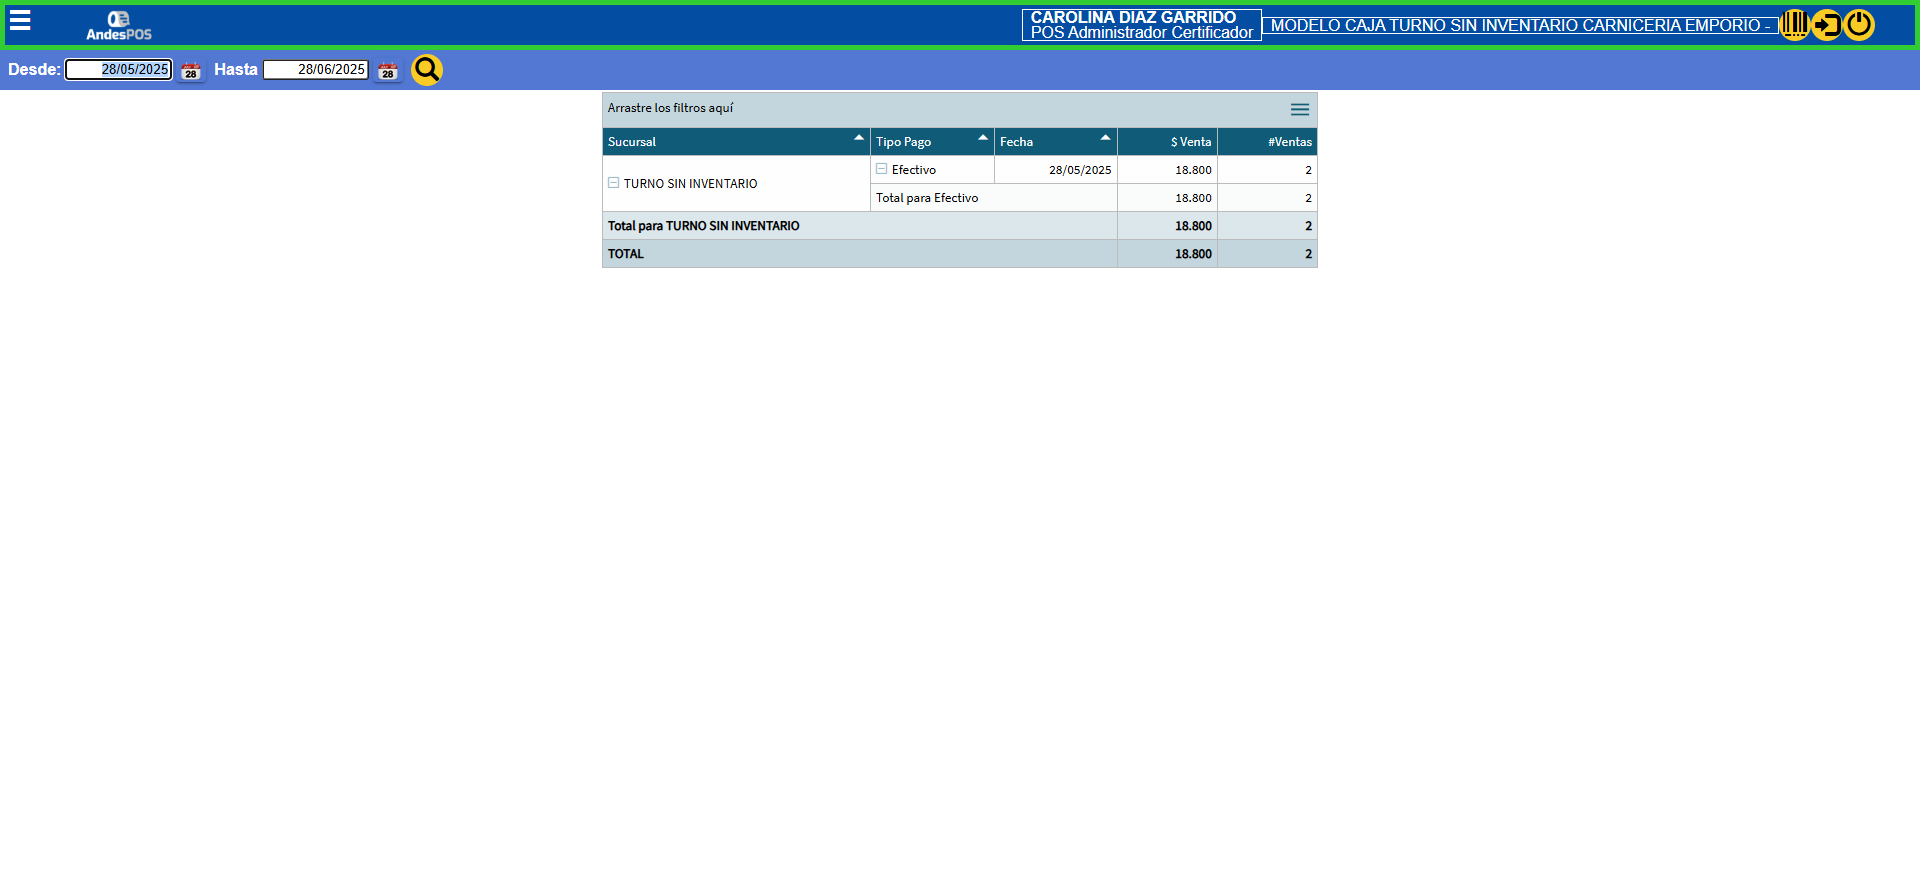 AndesPOS
CAROLINA DIAZ GARRIDO
POS Administrador Certificador
MODELO CAJA TURNO SIN INVENTARIO CARNICERIA EMPORIO -
Desde: 28/05/2025 28 Hasta 28/06/2025 28
Arrastre los filtros aquí
Sucursal Tipo Pago Fecha $ Venta #Ventas
TURNO SIN INVENTARIO Efectivo 28/05/2025 18.800 2
Total para Efectivo 18.800 2
Total para TURNO SIN INVENTARIO 18.800 2
TOTAL 18.800 2